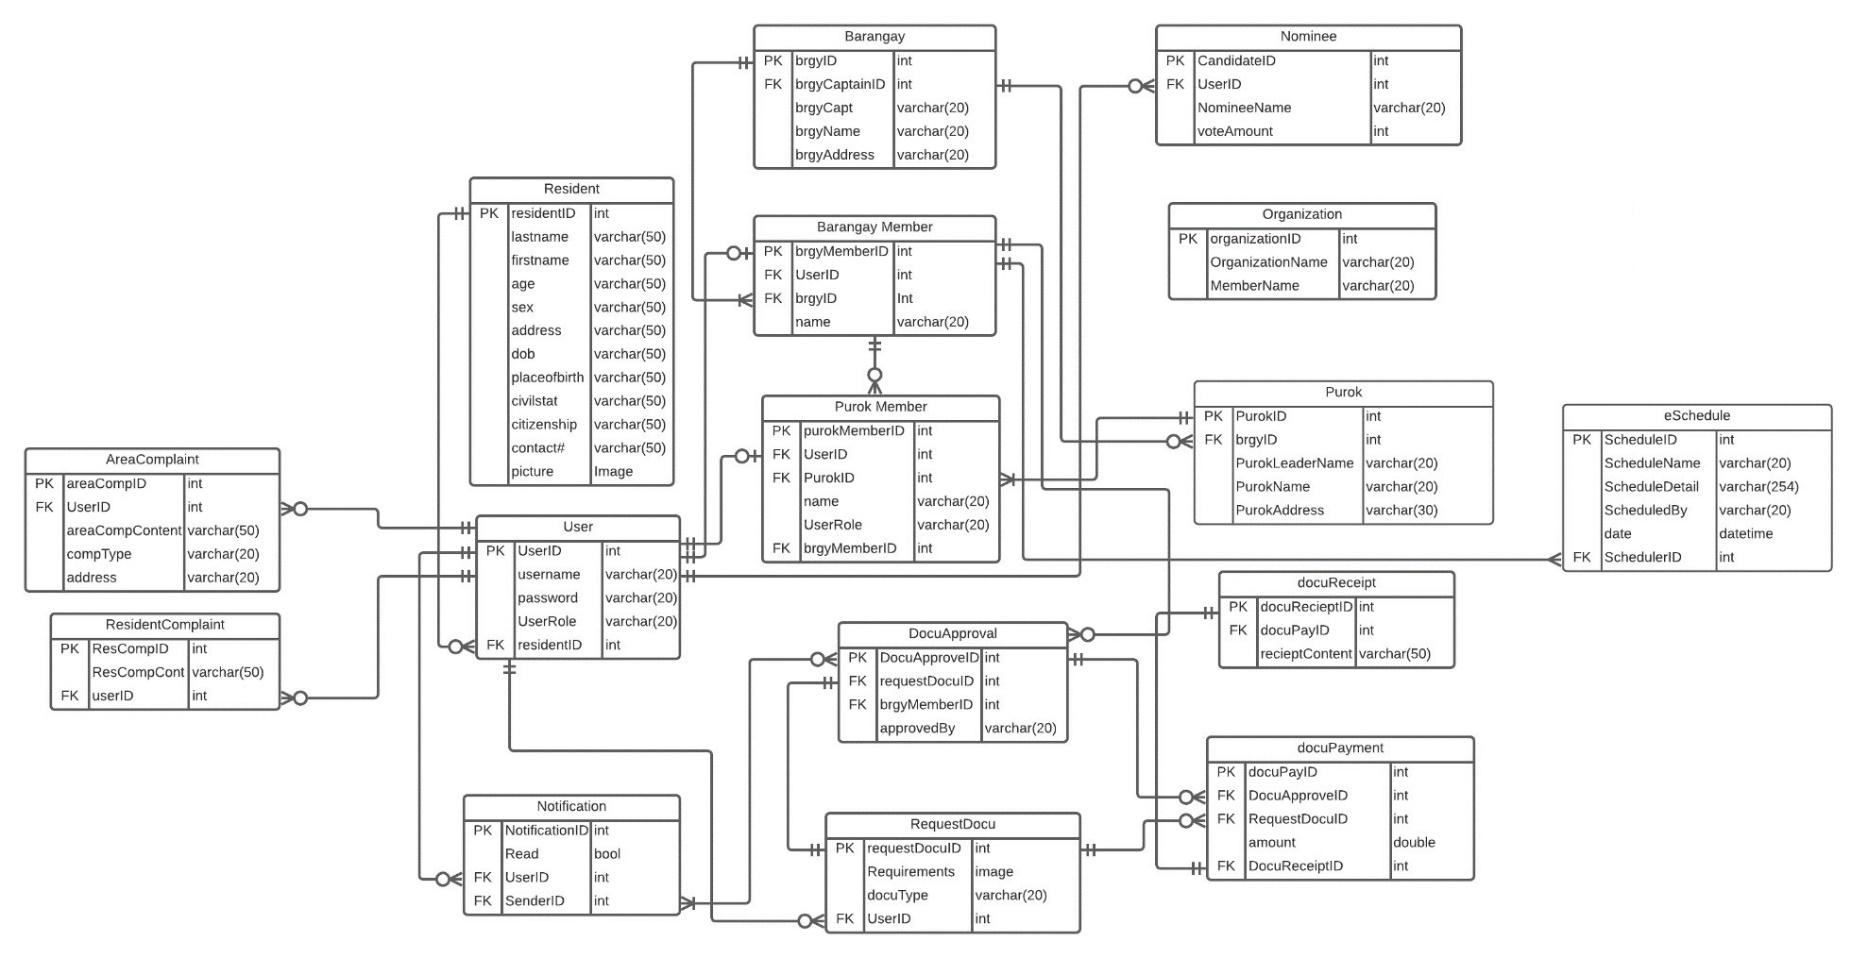 Barangay
PK brgyID int
FK brgyCaptainID int
brgyCapt varchar(20)
brgyName varchar(20)
brgyAddress varchar(20)
Nominee
PK CandidateID int
FK UserID int
NomineeName varchar(20)
voteAmount int
Resident
PK residentID int
lastname varchar(50)
firstname varchar(50)
age varchar(50)
sex varchar(50)
address varchar(50)
dob varchar(50)
placeofbirth varchar(50)
civilstat varchar(50)
citizenship varchar(50)
contact# varchar(50)
picture Image
Barangay Member
PK brgyMemberID int
FK UserID int
FK brgyID Int
name varchar(20)
Organization
PK organizationID int
OrganizationName varchar(20)
MemberName varchar(20)
Purok Member
PK purokMemberID int
FK UserID int
FK PurokID int
name varchar(20)
UserRole varchar(20)
FK brgyMemberID int
Purok
PK PurokID int
FK brgyID int
PurokLeaderName varchar(20)
PurokName varchar(20)
PurokAddress varchar(30)
eSchedule
PK ScheduleID int
ScheduleName varchar(20)
ScheduleDetail varchar(254)
ScheduledBy varchar(20)
date datetime
FK SchedulerID int
AreaComplaint
PK areaCompID int
FK UserID int
areaCompContent varchar(50)
compType varchar(20)
address varchar(20)
User
PK UserID int
username varchar(20)
password varchar(20)
UserRole varchar(20)
FK residentID int
ResidentComplaint
PK ResCompID int
ResCompCont varchar(50)
FK userID int
docuReceipt
PK docuRecieptID int
FK docuPayID int
recieptContent varchar(50)
DocuApproval
PK DocuApproveID int
FK requestDocuID int
FK brgyMemberID int
approvedBy varchar(20)
docuPayment
PK docuPayID int
FK DocuApproveID int
FK RequestDocuID int
amount double
FK DocuReceiptID int
Notification
PK NotificationID int
Read bool
FK UserID int
FK SenderID int
RequestDocu
PK requestDocuID int
Requirements image
docuType varchar(20)
FK UserID int